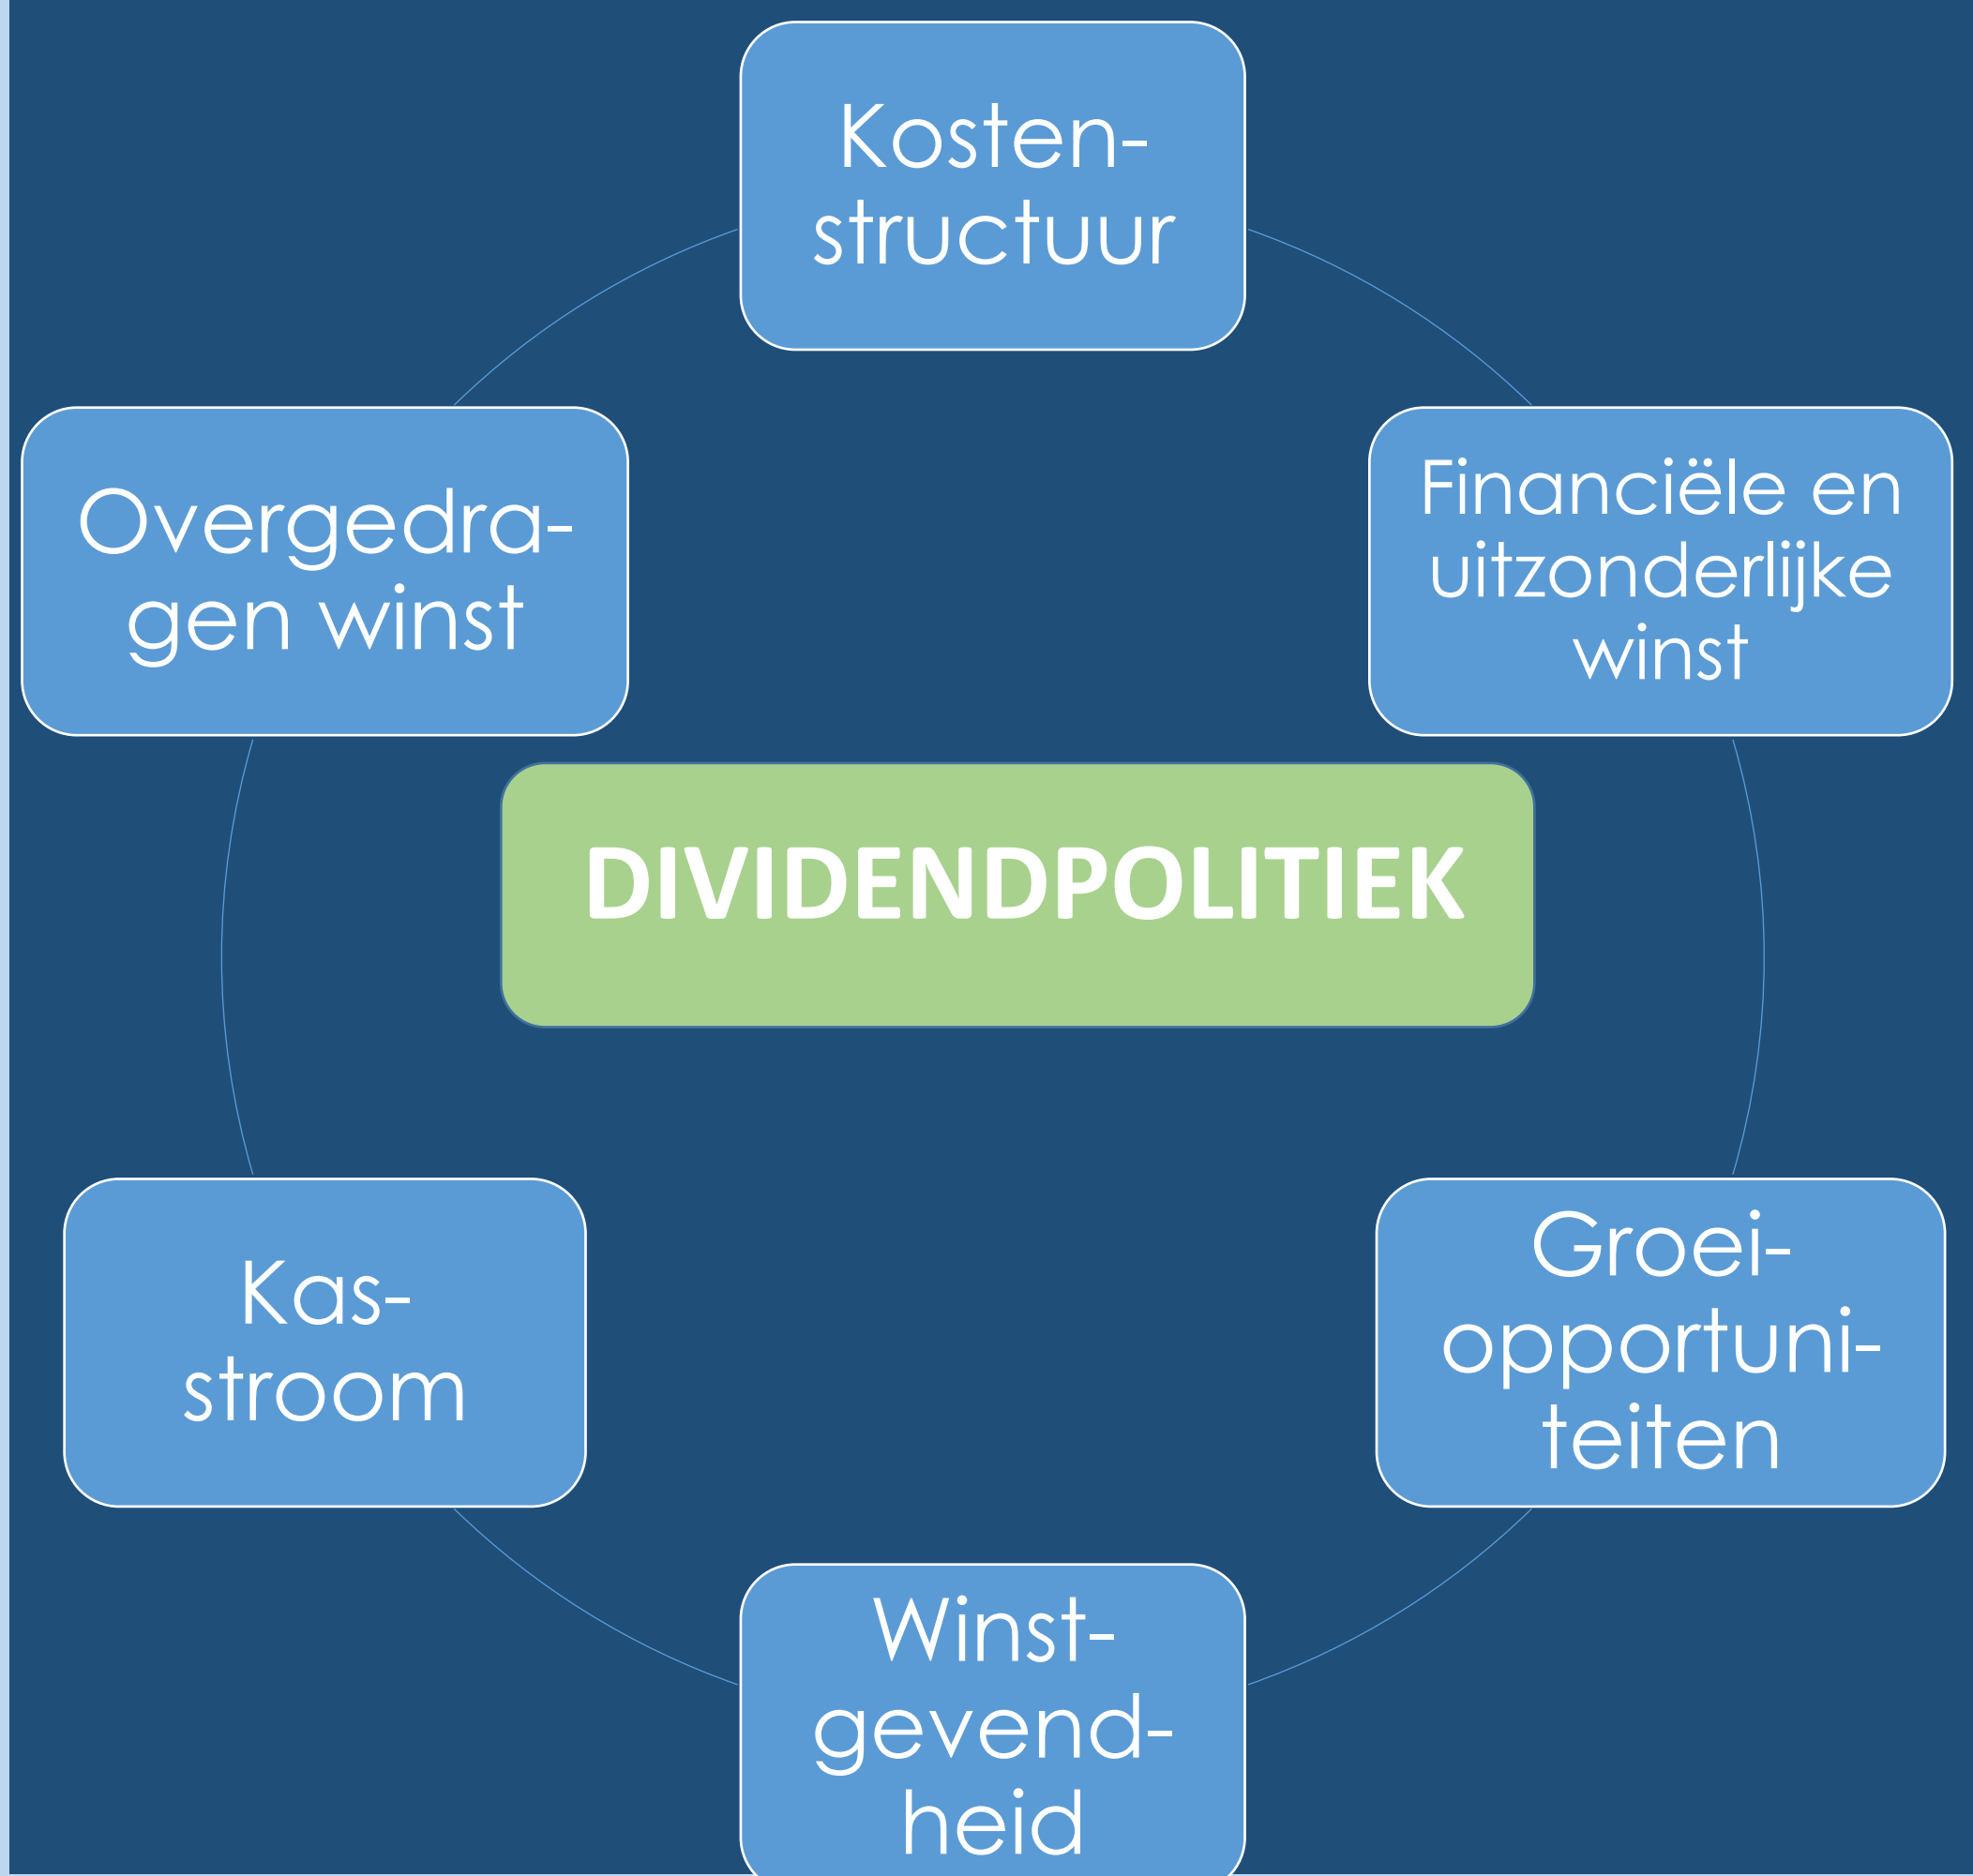 Kosten-
structuur
Overgedra-
gen winst
Financiële en
uitzonderlijke
winst
DIVIDENDPOLITIEK
Kas-
stroom
Groei-
opportuni-
teiten
Winst-
gevend-
heid